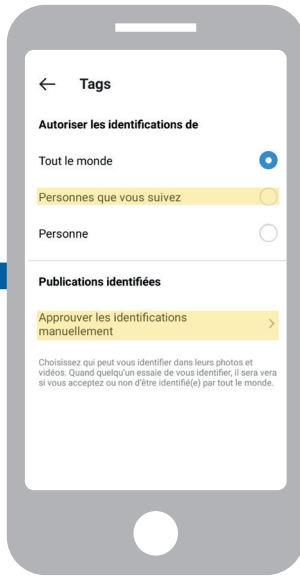 Tags
Autoriser les identifications de
Tout le monde
Personnes que vous suivez
Personne
Publications identifiées
Approuver les identifications
manuellement
Choisissez qui peut vous identifier dans leurs photos et
vidéos. Quand quelqu'un essaie de vous identifier, il sera vera
si vous acceptez ou non d'être identifié(e) par tout le monde.